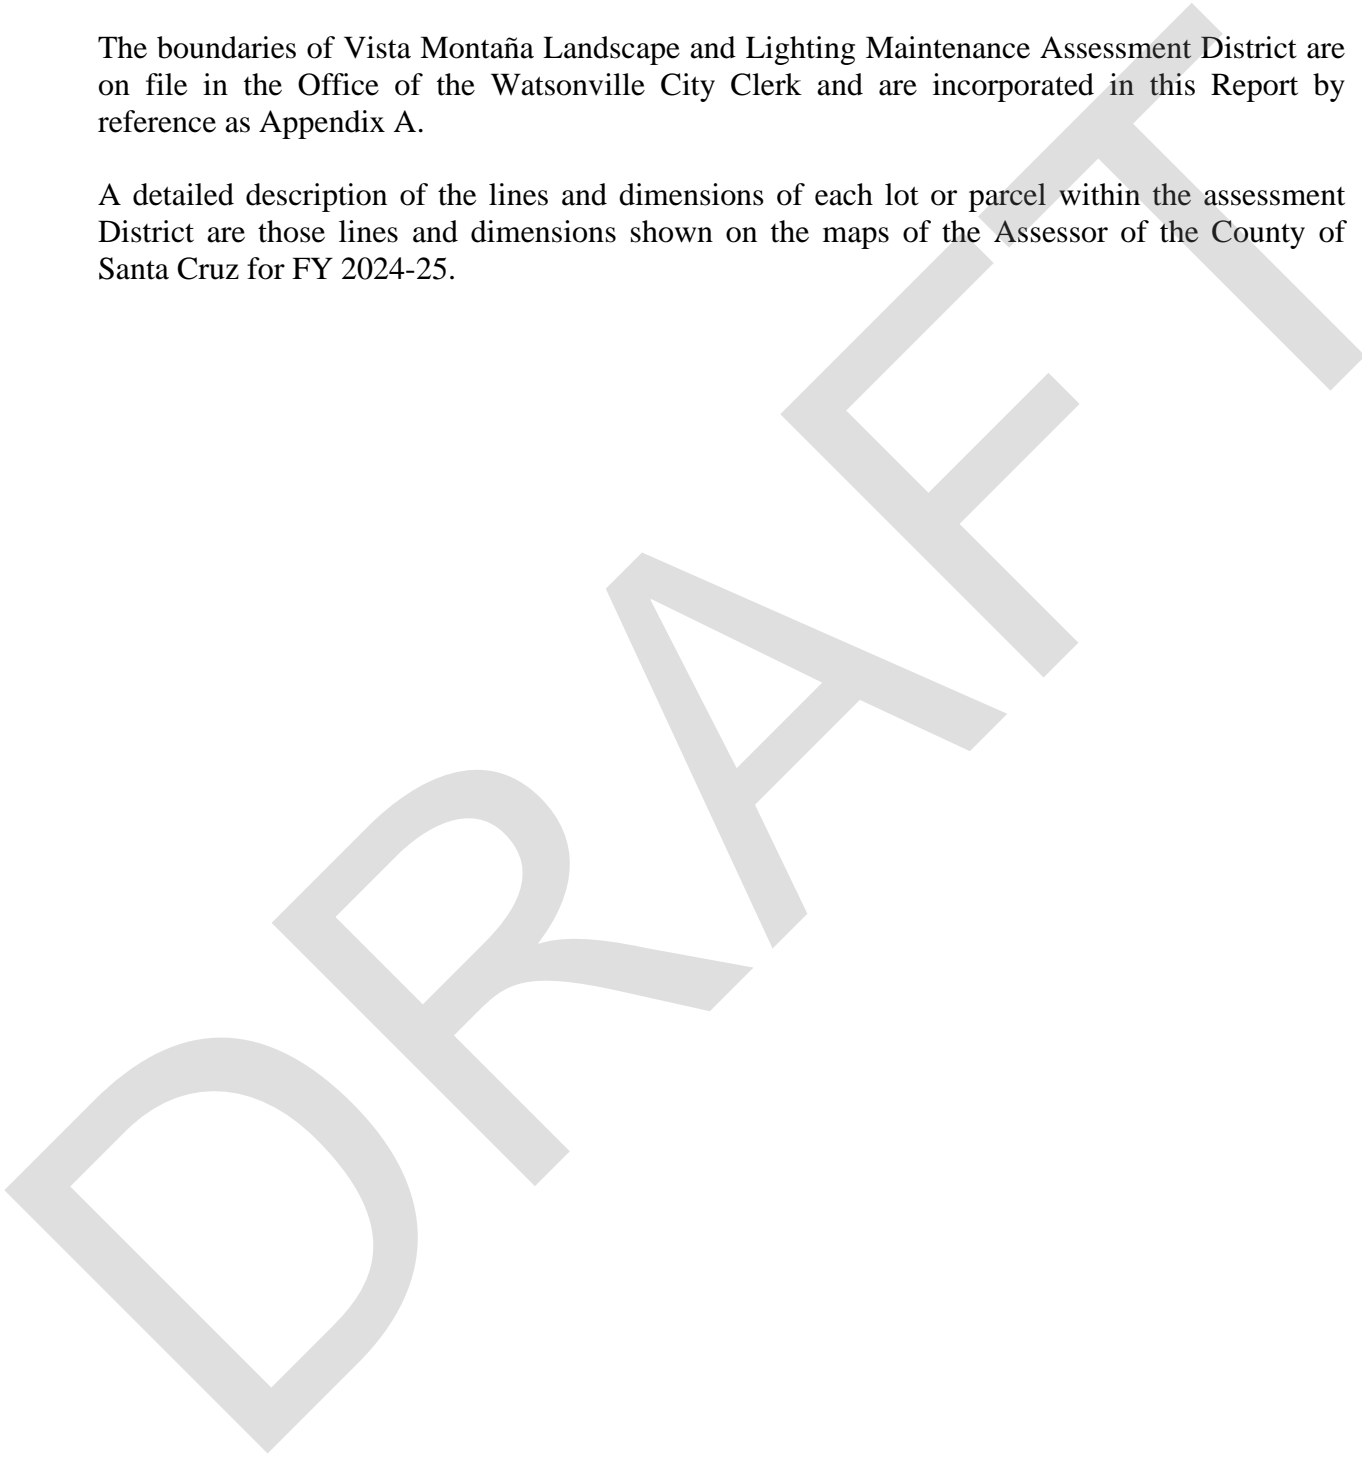 The boundaries of Vista Montaña Landscape and Lighting Maintenance Assessment District are
on file in the Office of the Watsonville City Clerk and are incorporated in this Report by
reference as Appendix A.
A detailed description of the lines and dimensions of each lot or parcel within the assessment
District are those lines and dimensions shown on the maps of the Assessor of the County of
Santa Cruz for FY 2024-25.
DRAFT